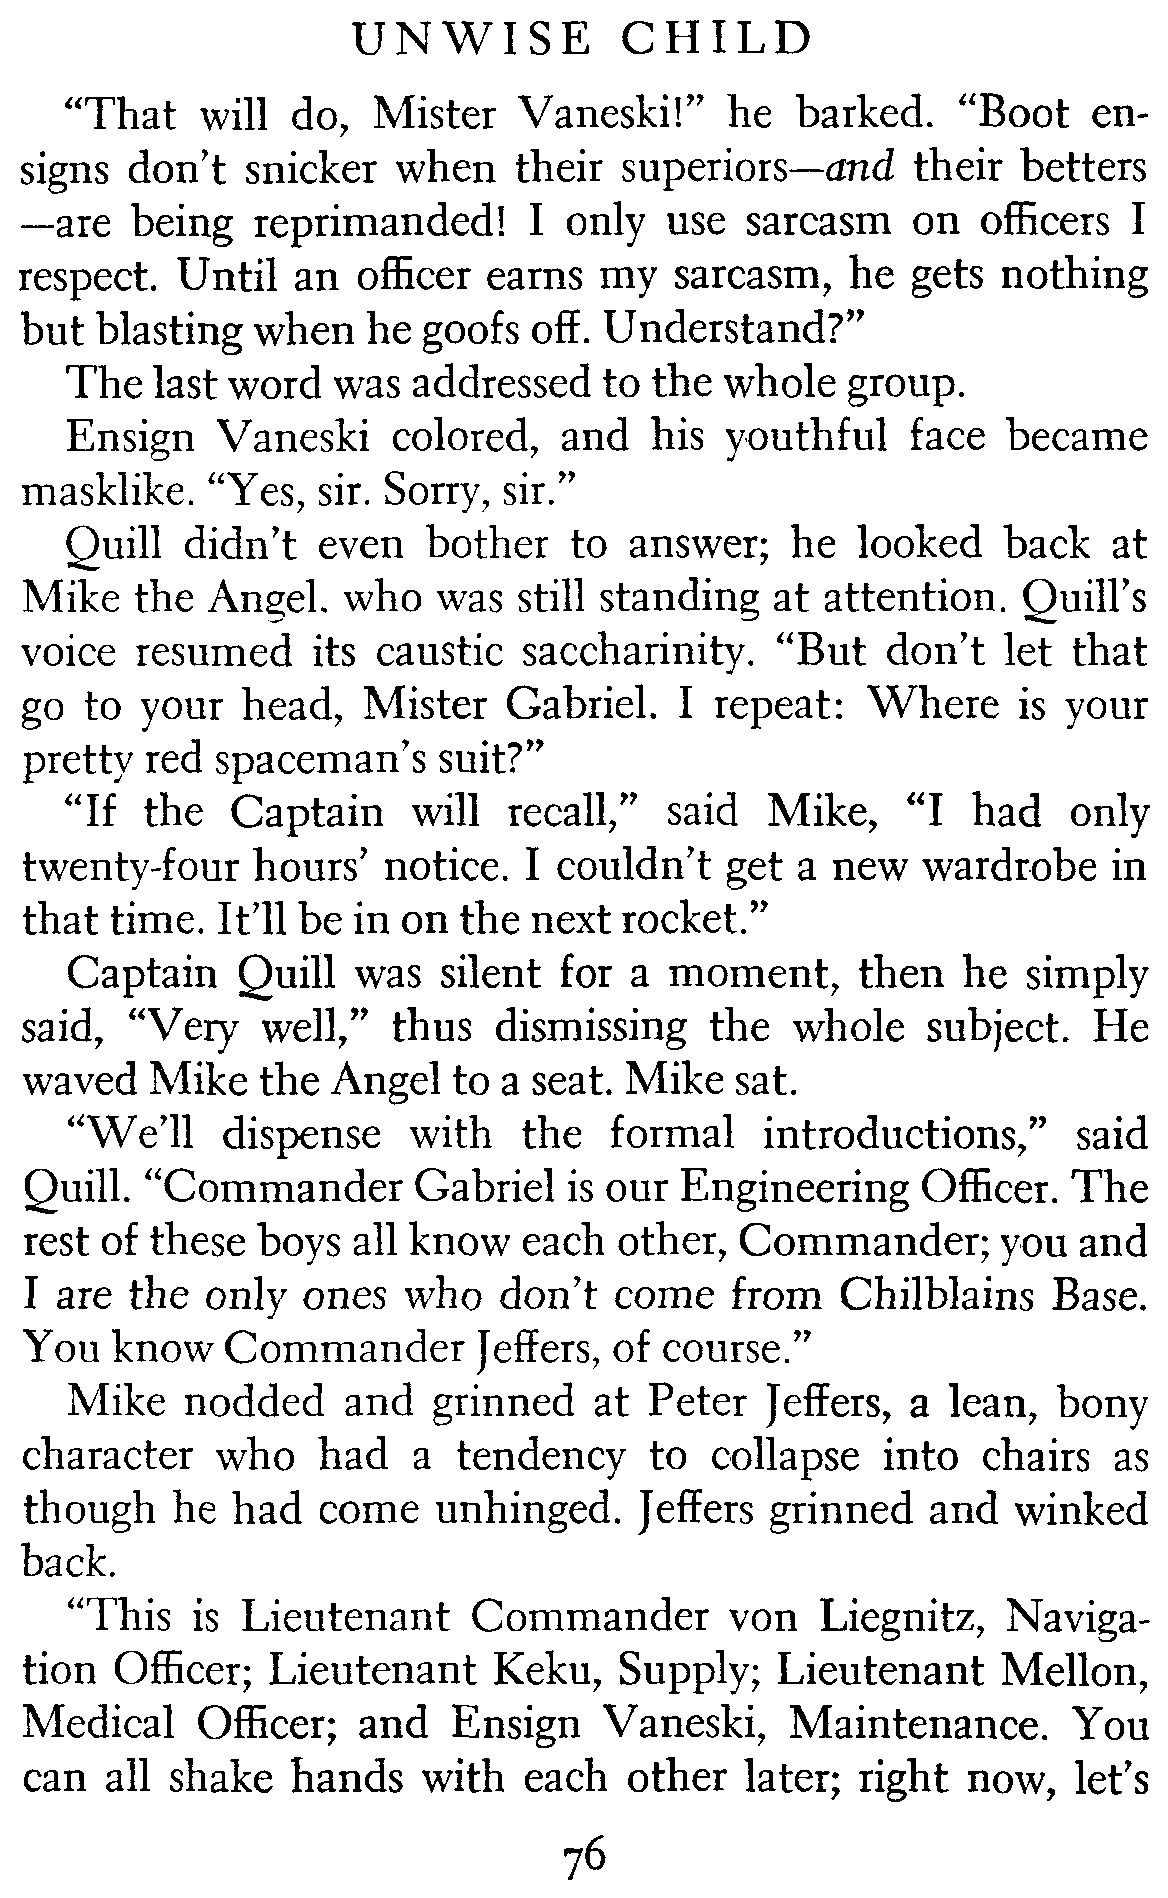 UNWISE CHILD
“That will do, Mister Vaneski!” he barked. “Boot en-
signs don’t snicker when their superiors—and their betters
—are being reprimanded! I only use sarcasm on officers I
respect. Until an officer earns my sarcasm, he gets nothing
but blasting when he goofs off. Understand?”
The last word was addressed to the whole group.
Ensign Vaneski colored, and his youthful face became
masklike. “Yes, sir. Sorry, sir.”
Quill didn’t even bother to answer; he looked back at
Mike the Angel. who was still standing at attention. Quill’s
voice resumed its caustic saccharinity. “But don’t let that
go to your head, Mister Gabriel. I repeat: Where is your
pretty red spaceman’s suit?”
“If the Captain will recall,” said Mike, “I had only
twenty-four hours’ notice. I couldn’t get a new wardrobe in
that time. It’ll be in on the next rocket.”
Captain Quill was silent for a moment, then he simply
said, “Very well,” thus dismissing the whole subject. He
waved Mike the Angel to a seat. Mike sat.
“We’ll dispense with the formal introductions,” said
Quill. “Commander Gabriel is our Engineering Officer. The
rest of these boys all know each other, Commander; you and
I are the only ones who don’t come from Chilblains Base.
You know Commander Jeffers, of course.”
Mike nodded and grinned at Peter Jeffers, a lean, bony
character who had a tendency to collapse into chairs as
though he had come unhinged. Jeffers grinned and winked
back.
“This is Lieutenant Commander von Liegnitz, Naviga-
tion Officer; Lieutenant Keku, Supply; Lieutenant Mellon,
Medical Officer; and Ensign Vaneski, Maintenance. You
can all shake hands with each other later; right now, let’s
76